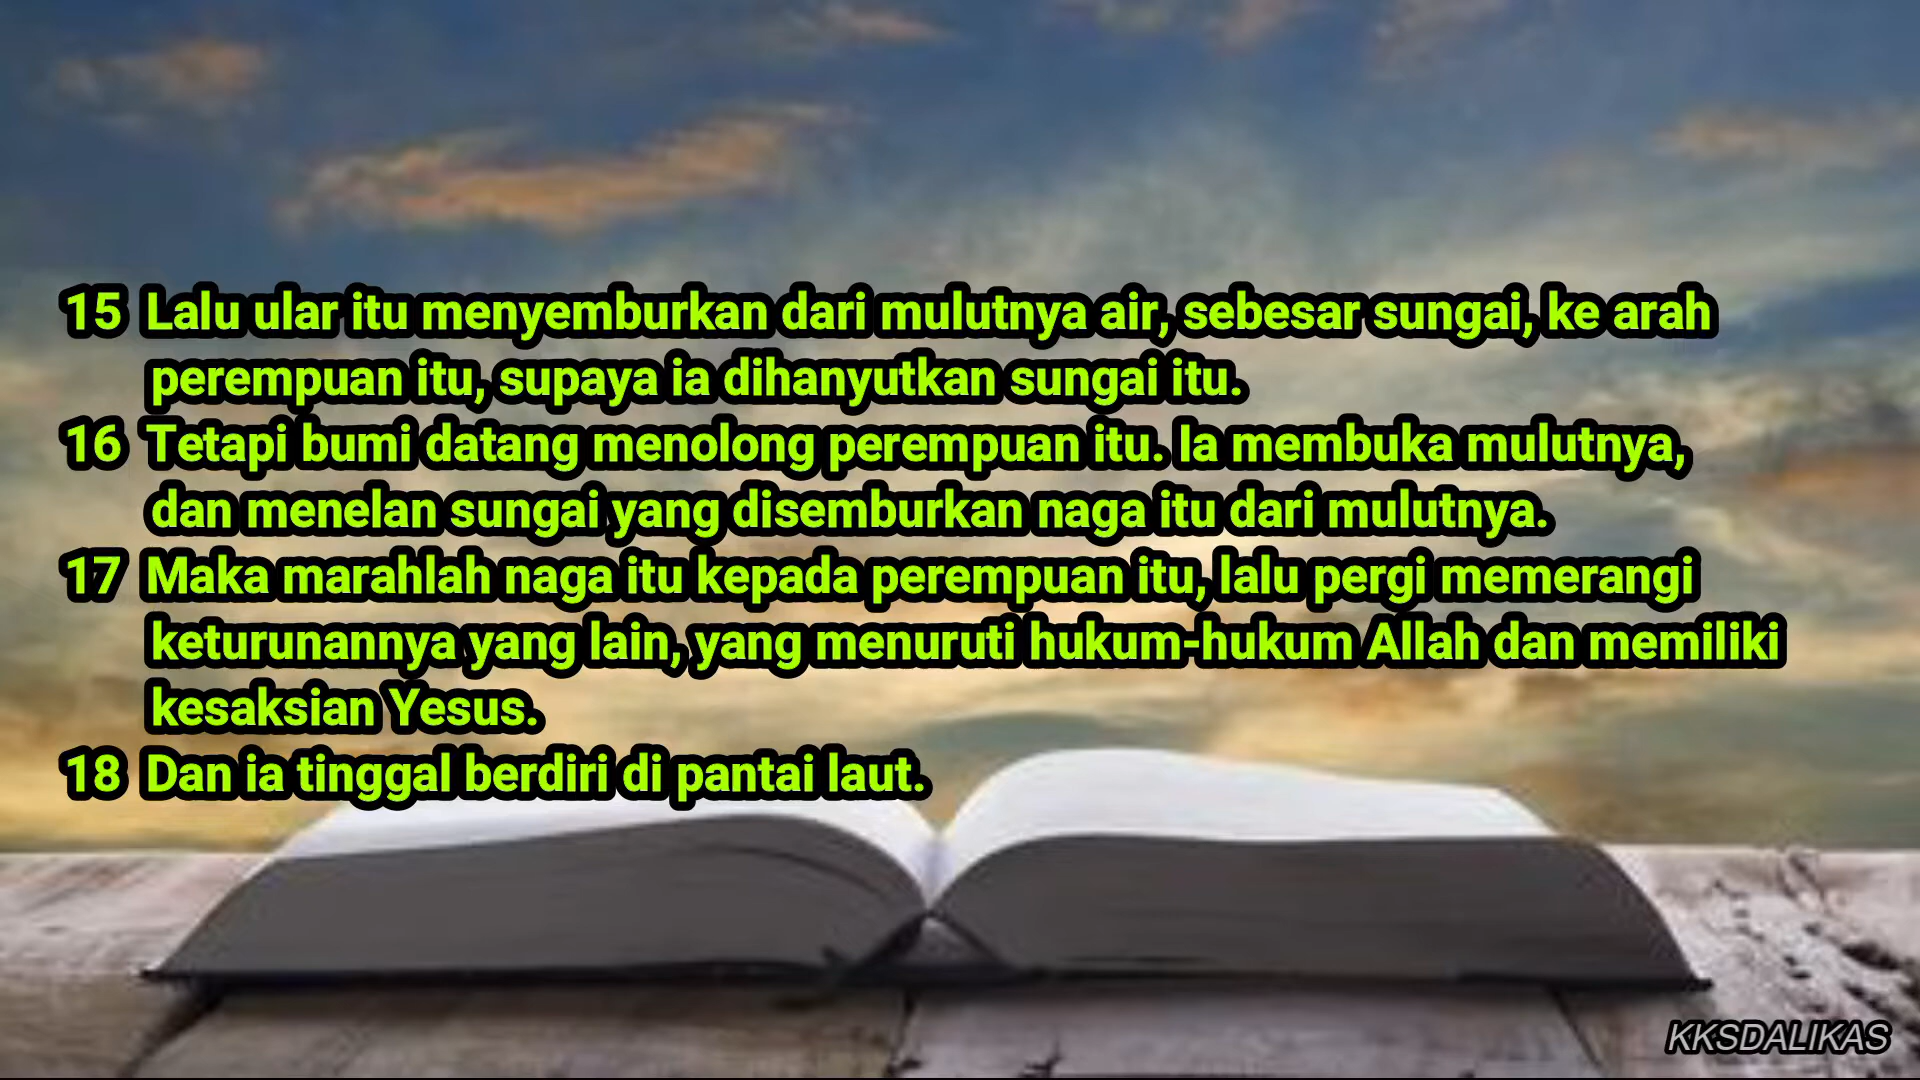 15 Lalu ular itu menyemburkan dari mulutnya air, sebesar sungai, ke arah
perempuan itu, supaya ia dihanyutkan sungai itu.
16 Tetapi bumi datang menolong perempuan itu. Ia membuka mulutnya,
dan menelan sungai yang disemburkan naga itu dari mulutnya.
17 Maka marahlah naga itu kepada perempuan itu, lalu pergi memerangi
keturunannya yang lain, yang menuruti hukum-hukum Allah dan memiliki
kesaksian Yesus.
18 Dan ia tinggal berdiri di pantai laut.
KKSDALIKAS